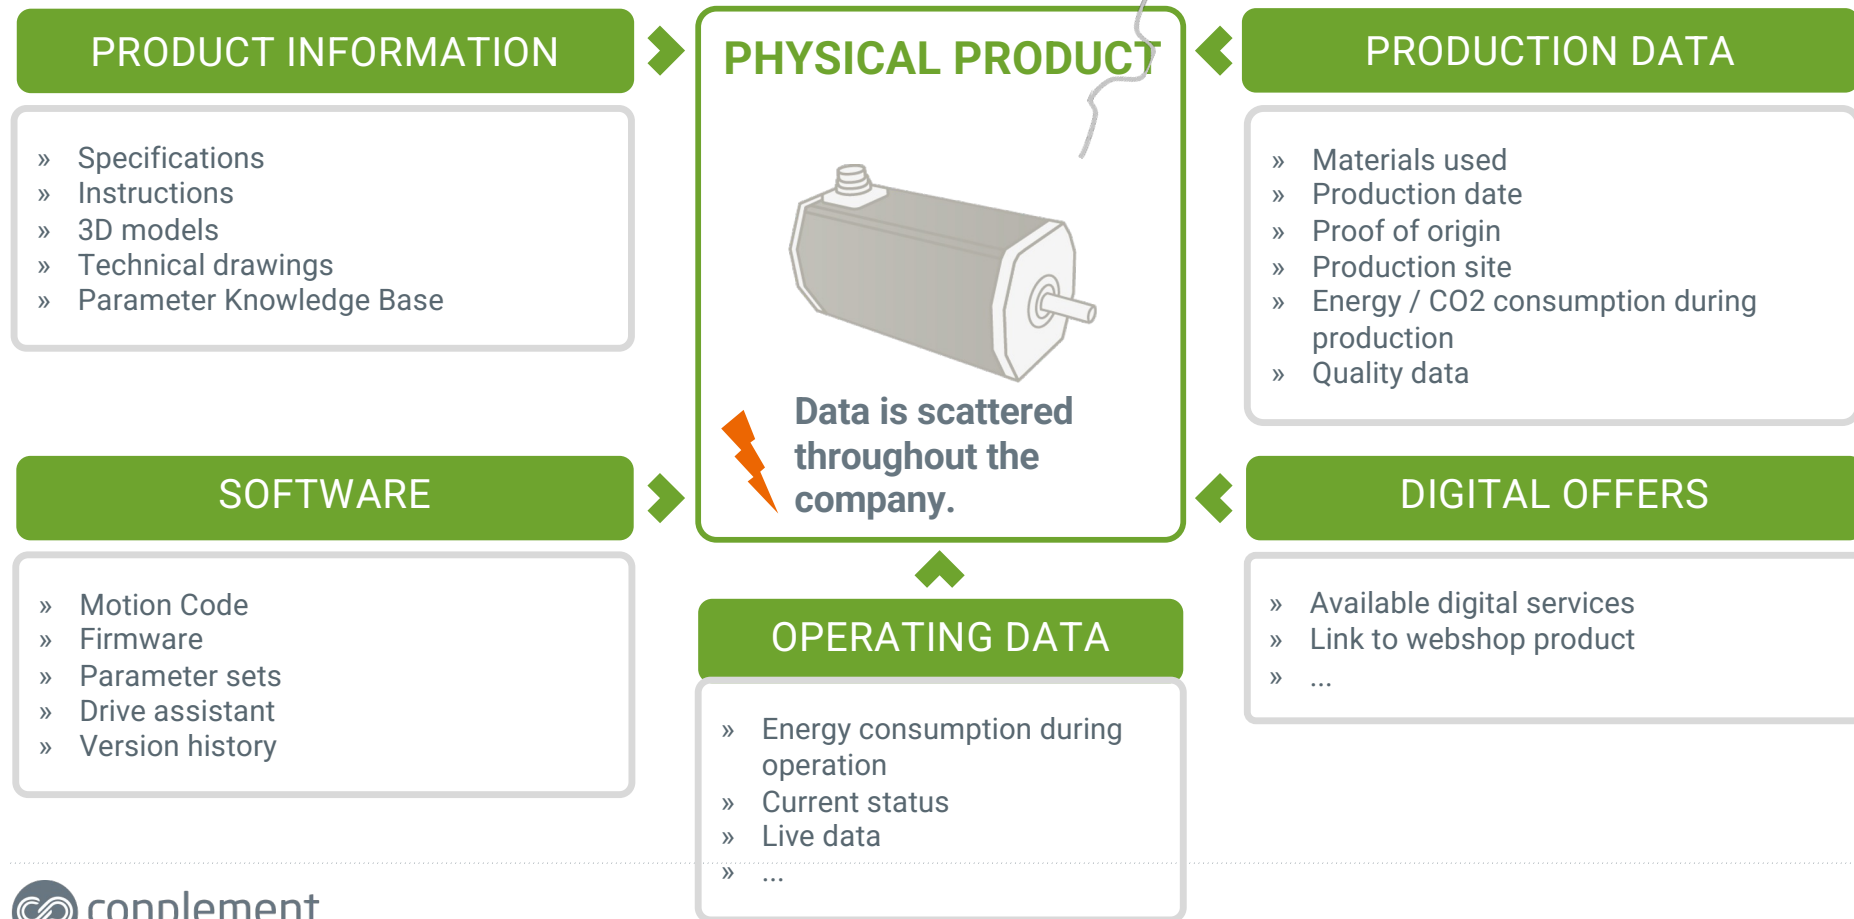 PRODUCT INFORMATION
» Specifications
» Instructions
» 3D models
» Technical drawings
» Parameter Knowledge Base
SOFTWARE
» Motion Code
» Firmware
» Parameter sets
» Drive assistant
» Version history
PHYSICAL PRODUCT
Data is scattered
throughout the
company.
OPERATING DATA
» Energy consumption during
operation
» Current status
» Live data
» ...
PRODUCTION DATA
» Materials used
» Production date
» Proof of origin
» Production site
» Energy / CO2 consumption during
production
» Quality data
DIGITAL OFFERS
» Available digital services
» Link to webshop product
» ...
conplement